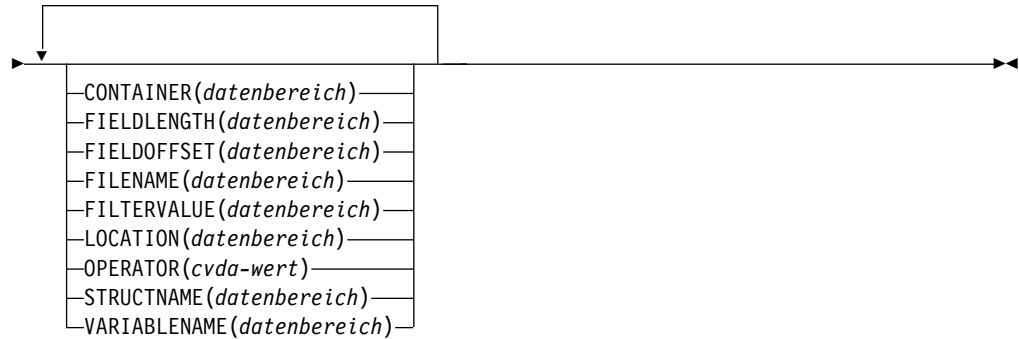 CONTAINER(datenbereich)
FIELDLENGTH(datenbereich)
FIELDOFFSET(datenbereich)
FILENAME(datenbereich)
FILTERVALUE(datenbereich)
LOCATION(datenbereich)
OPERATOR(cvda-wert)
STRUCTNAME(datenbereich)
VARIABLENAME(datenbereich)